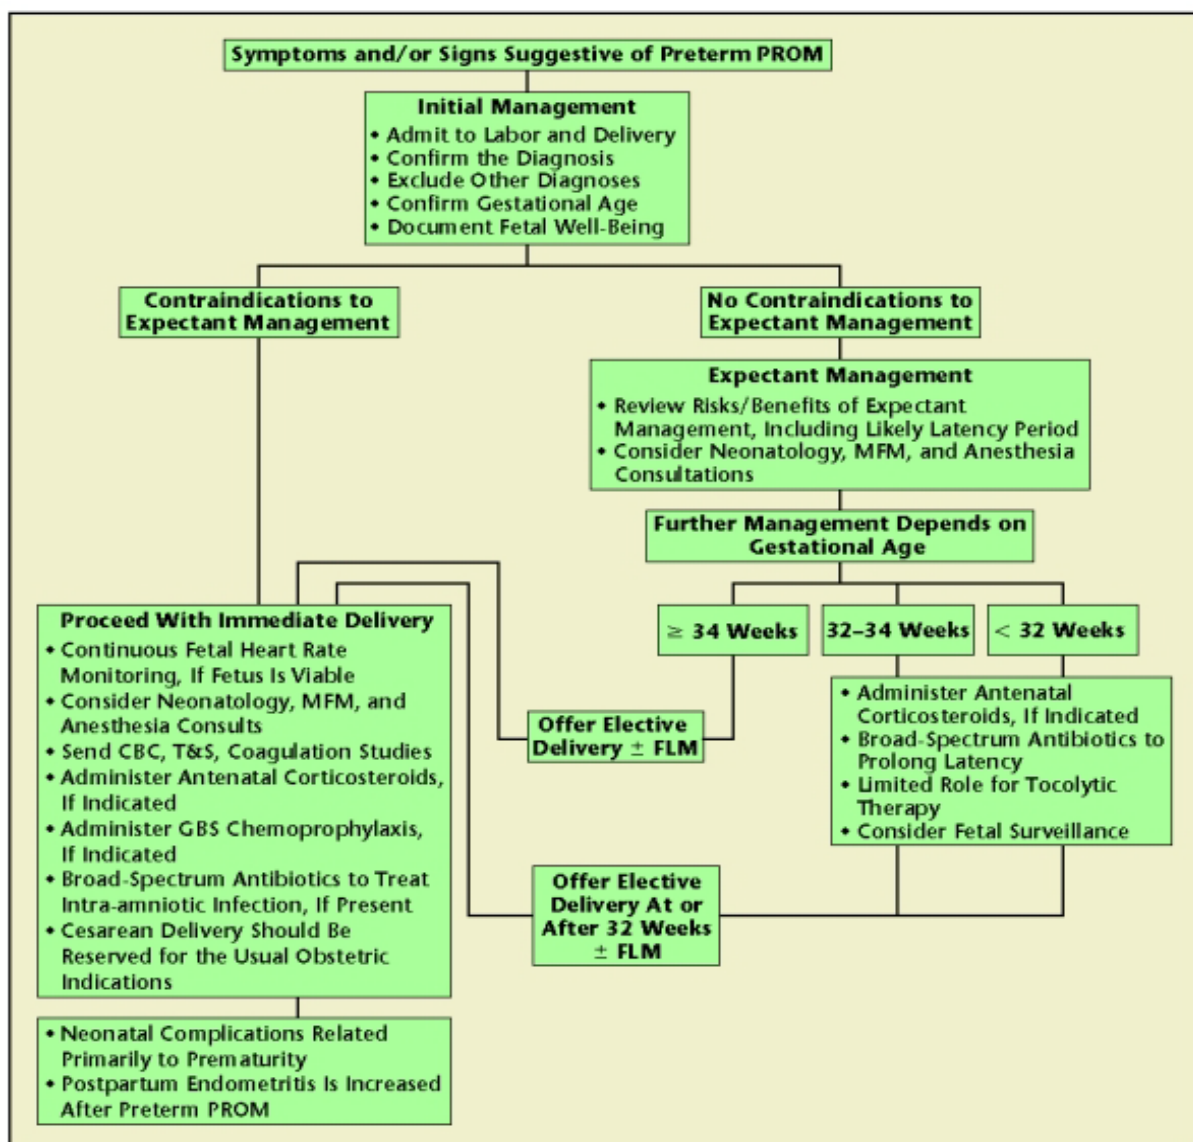 Symptoms and/or Signs Suggestive of Preterm PROM
Initial Management
• Admit to Labor and Delivery
• Confirm the Diagnosis
• Exclude Other Diagnoses
• Confirm Gestational Age
• Document Fetal Well-Being
Contraindications to
Expectant Management
No Contraindications to
Expectant Management
Expectant Management
• Review Risks/Benefits of Expectant
Management, Including Likely Latency Period
• Consider Neonatology, MFM, and Anesthesia
Consultations
Further Management Depends on
Gestational Age
≥ 34 Weeks
32–34 Weeks
< 32 Weeks
Proceed With Immediate Delivery
• Continuous Fetal Heart Rate
Monitoring, If Fetus Is Viable
• Consider Neonatology, MFM, and
Anesthesia Consults
• Send CBC, T&S, Coagulation Studies
• Administer Antenatal Corticosteroids,
If Indicated
• Administer GBS Chemoprophylaxis,
If Indicated
• Broad-Spectrum Antibiotics to Treat
Intra-amniotic Infection, If Present
• Cesarean Delivery Should Be
Reserved for the Usual Obstetric
Indications
Offer Elective
Delivery ± FLM
• Administer Antenatal
Corticosteroids, If Indicated
• Broad-Spectrum Antibiotics to
Prolong Latency
• Limited Role for Tocolytic
Therapy
• Consider Fetal Surveillance
Offer Elective
Delivery At or
After 32 Weeks
± FLM
• Neonatal Complications Related
Primarily to Prematurity
• Postpartum Endometritis Is Increased
After Preterm PROM